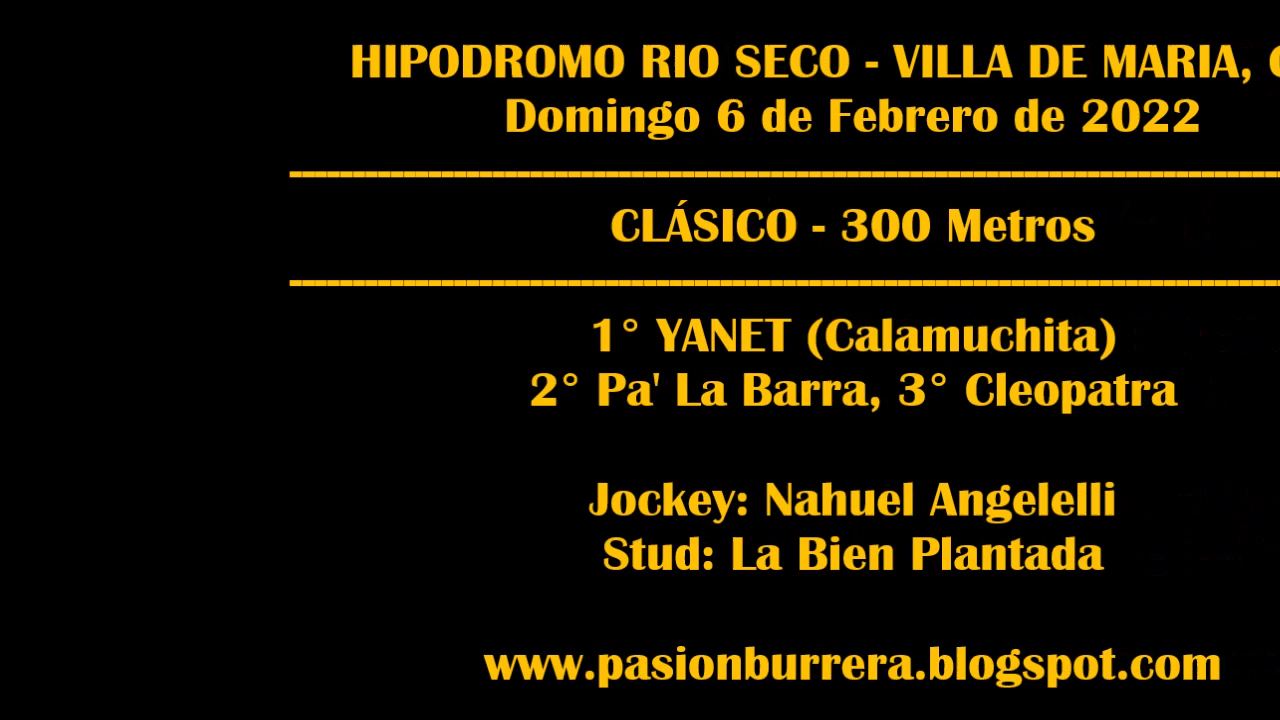 HIPODROMO RIO SECO - VILLA DE MARIA,
Domingo 6 de Febrero de 2022
CLÁSICO - 300 Metros
1° YANET (Calamuchita)
2° Pa' La Barra, 3° Cleopatra
Jockey: Nahuel Angelelli
Stud: La Bien Plantada
www.pasionburrera.blogspot.com